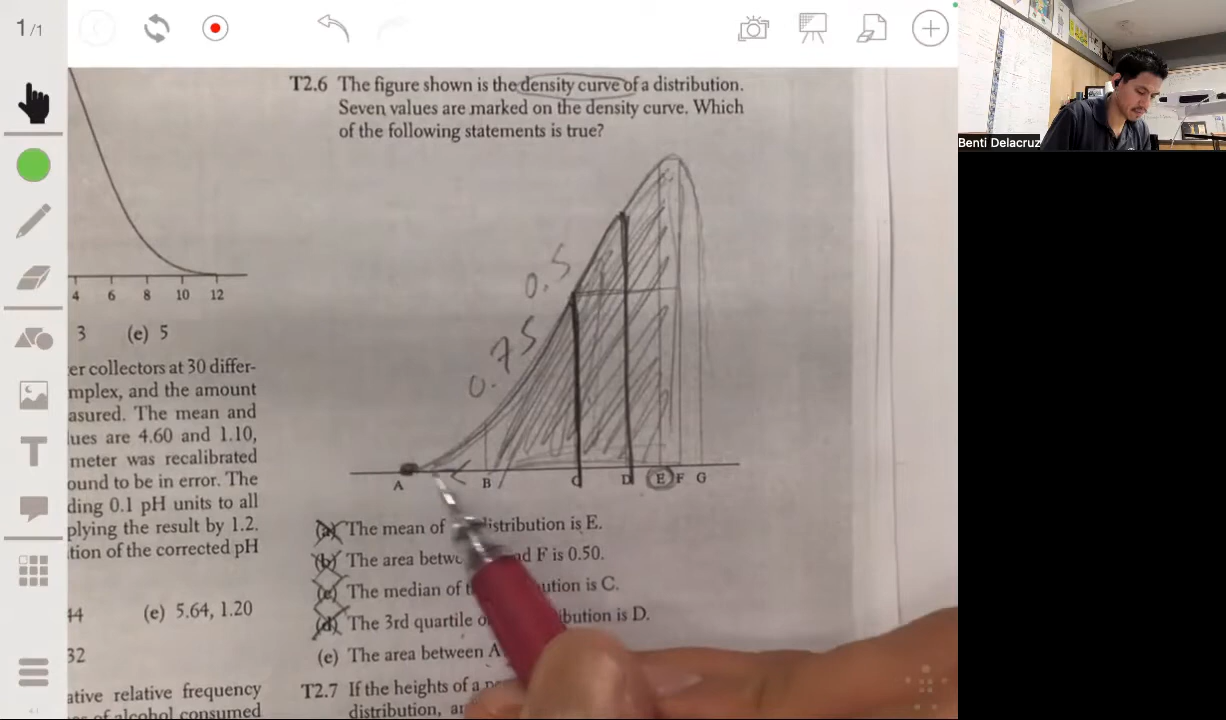 1/1
Benti Delacruz
T2.6 The figure shown is the density curve of a distribution.
Seven values are marked on the density curve. Which
of the following statements is true?
0.5
0.75
A B C D E F G
(a) The mean of distribution is E.
(b) The area and F is 0.50.
(c) The median of is C.
(d) The 3rd quartile is D.
(e) The area between A
T2.7 If the heights of a
distribution,
4 6 8 10 12
3 (e) 5
er collectors at 30 differ-
mplex, and the amount
asured. The mean and
ues are 4.60 and 1.10,
meter was recalibrated
ound to be in error. The
ding 0.1 pH units to all
plying the result by 1.2.
tion of the corrected pH
44 (e) 5.64, 1.20
32
ative relative frequency
of alcohol consumed
T